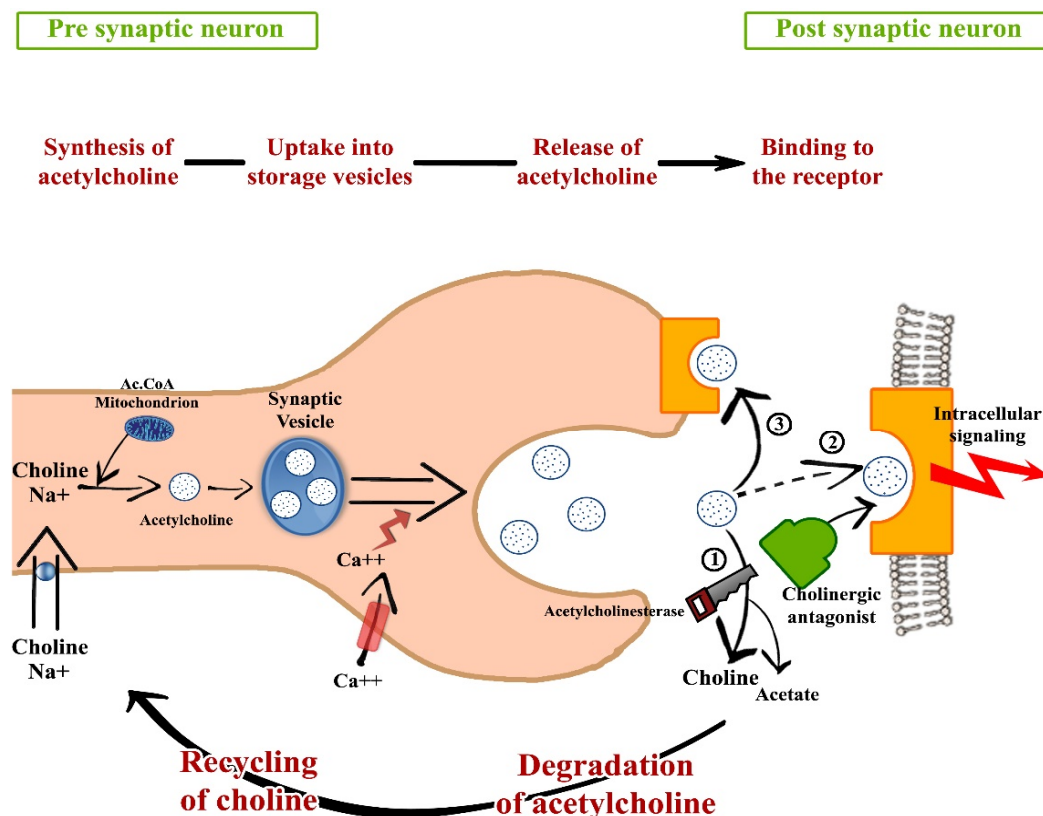 Pre synaptic neuron
Post synaptic neuron
Synthesis of
acetylcholine
Uptake into
storage vesicles
Release of
acetylcholine
Binding to
the receptor
Ac.CoA
Mitochondrion
Synaptic
Vesicle
Choline
Na+
Acetylcholine
Ca++
Ca++
Choline
Na+
3
2
1
Intracellular
signaling
Acetylcholinesterase
Cholinergic
antagonist
Choline
Acetate
Recycling
of choline
Degradation
of acetylcholine